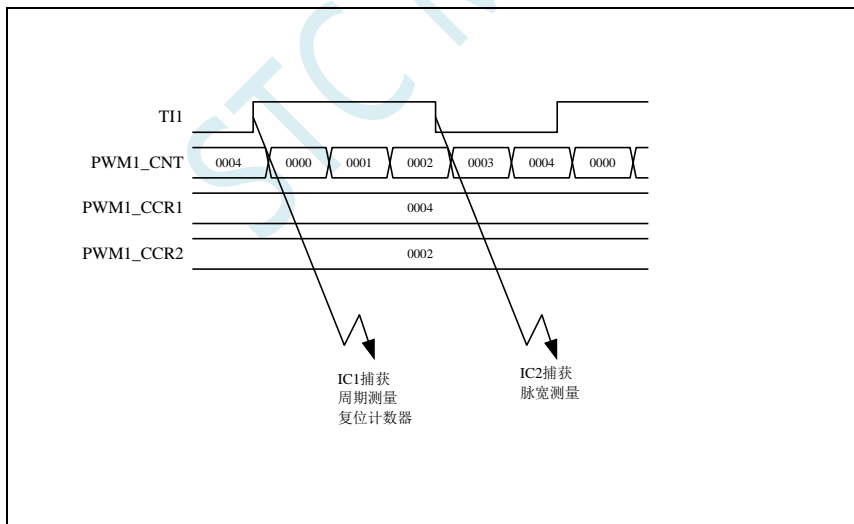 STC M
TI1
PWM1_CNT 0004 0000 0001 0002 0003 0004 0000
PWM1_CCR1 0004
PWM1_CCR2 0002
IC1捕获
周期测量
复位计数器
IC2捕获
脉宽测量